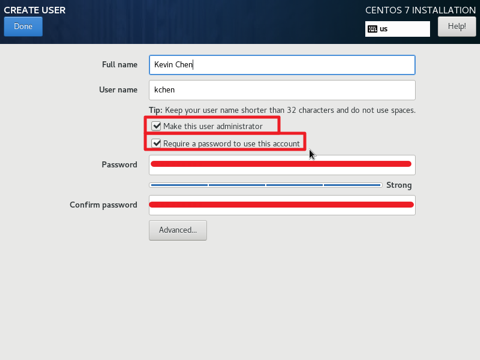 CREATE USER
CENTOS 7 INSTALLATION
Done
us
Help!
Full name
Kevin Chen
User name
kchen
Tip: Keep your user name shorter than 32 characters and do not use spaces.
Make this user administrator
Require a password to use this account
Password
Strong
Confirm password
Advanced...